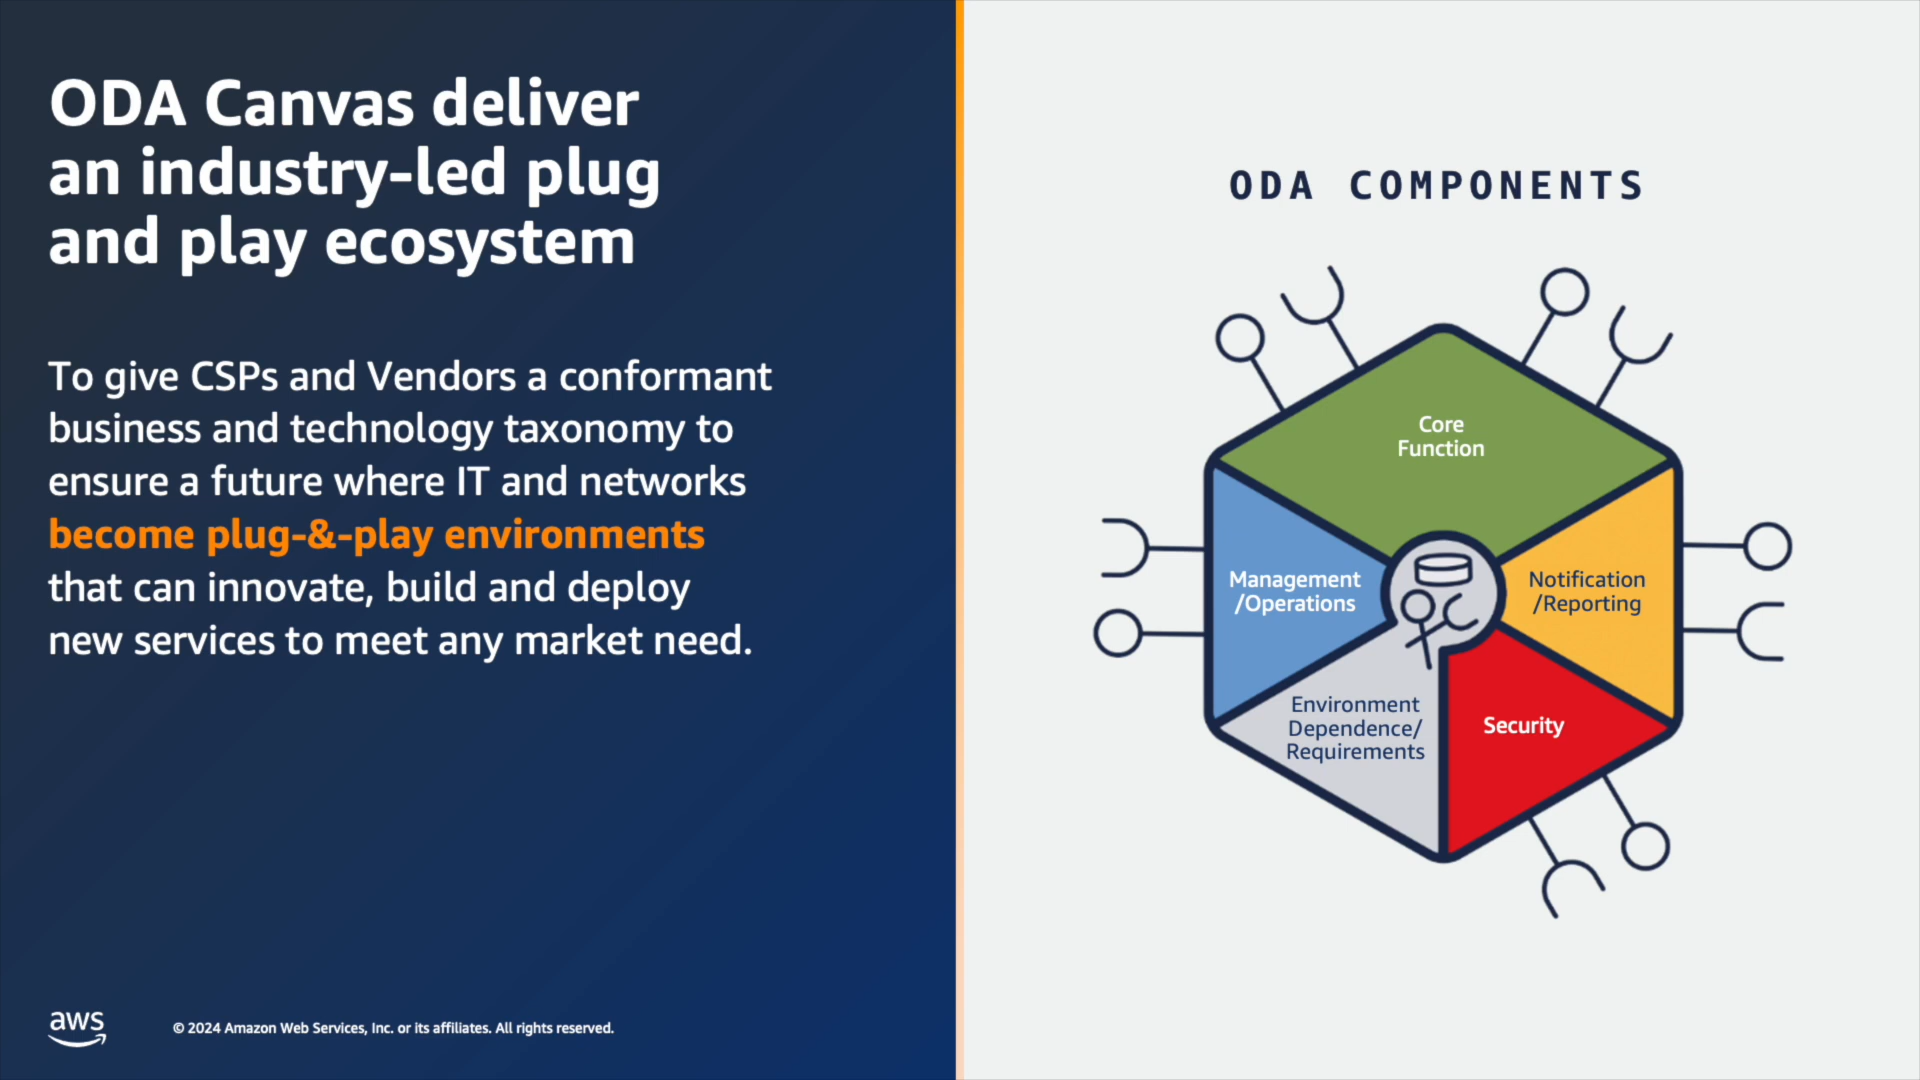 ODA Canvas deliver
an industry-led plug
and play ecosystem
To give CSPs and Vendors a conformant
business and technology taxonomy to
ensure a future where IT and networks
become plug-&-play environments
that can innovate, build and deploy
new services to meet any market need.
aws
© 2024 Amazon Web Services, Inc. or its affiliates. All rights reserved.
ODA COMPONENTS
Core
Function
Management
/Operations
Notification
/Reporting
Environment
Dependence/
Requirements
Security